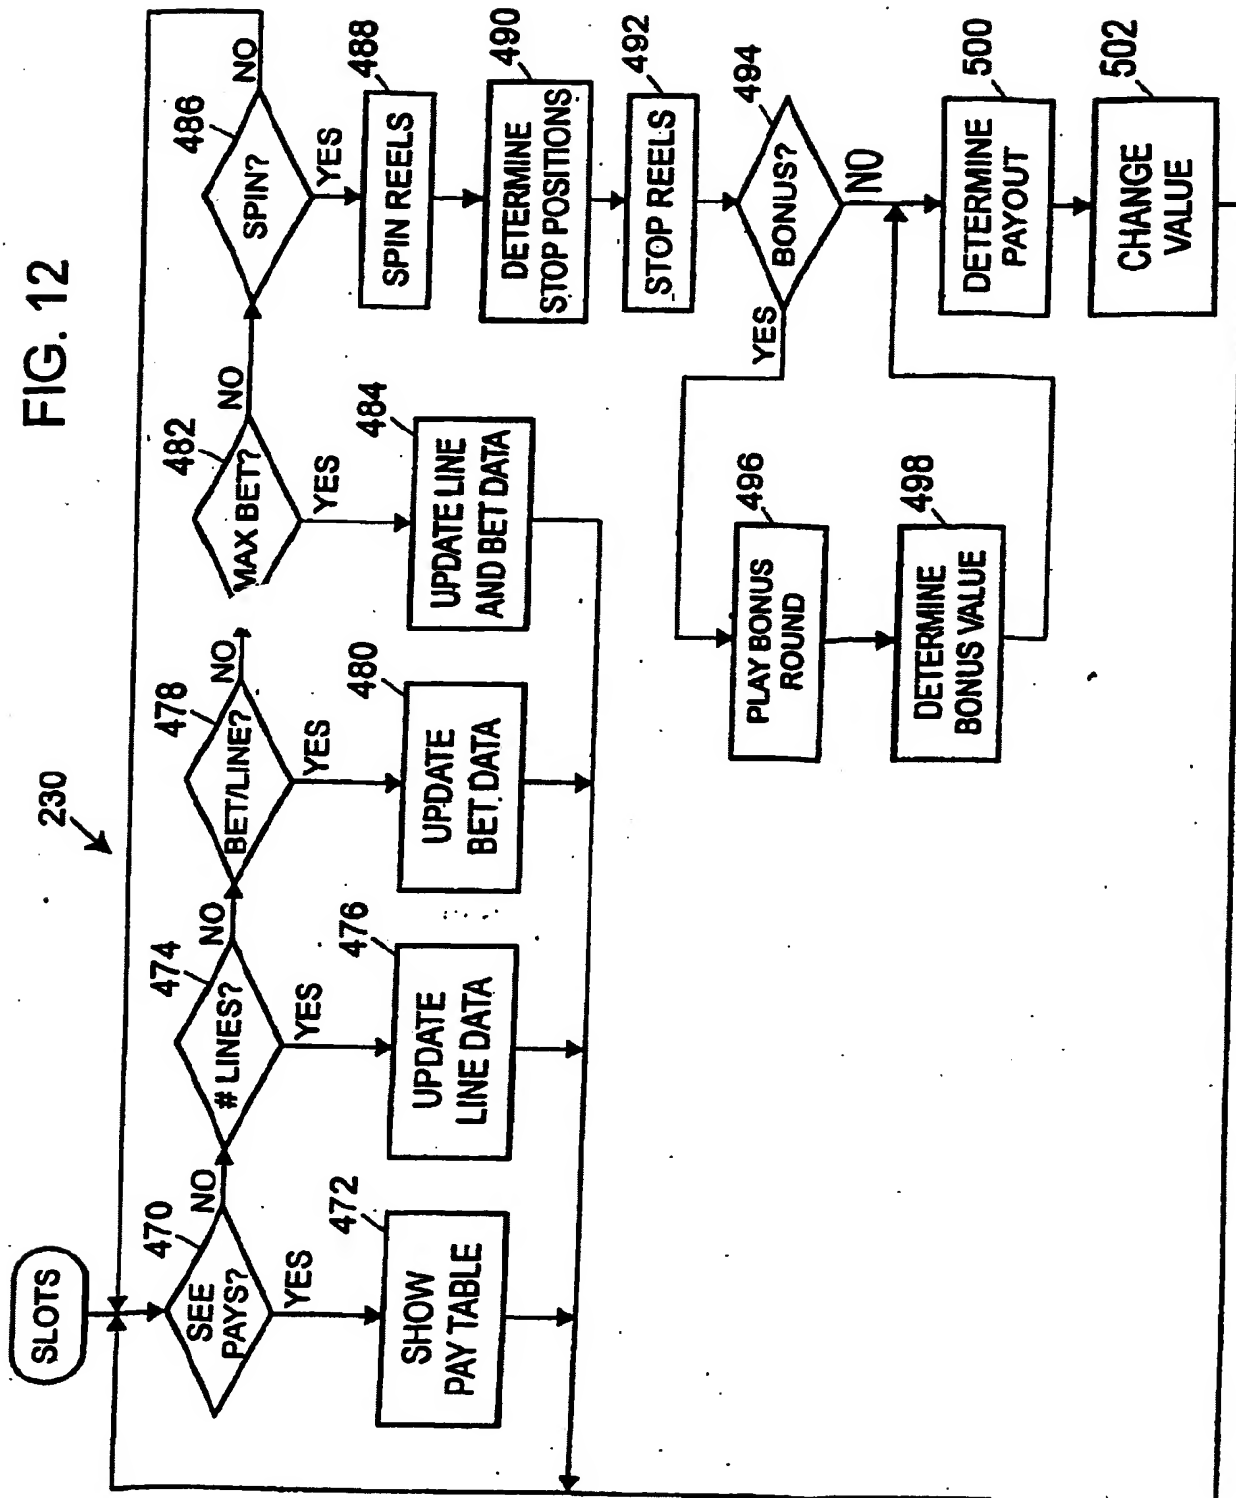 FIG. 12
230
SLOTS
470
SEE
PAYS?
NO
YES
472
SHOW
PAY TABLE
474
# LINES?
NO
YES
476
UPDATE
LINE DATA
478
BET/LINE?
NO
YES
480
UPDATE
BET DATA
482
MAX BET?
NO
YES
484
UPDATE LINE
AND BET DATA
486
SPIN?
NO
YES
488
SPIN REELS
490
DETERMINE
STOP POSITIONS
492
STOP REELS
494
BONUS?
YES
NO
496
PLAY BONUS
ROUND
498
DETERMINE
BONUS VALUE
500
DETERMINE
PAYOUT
502
CHANGE
VALUE